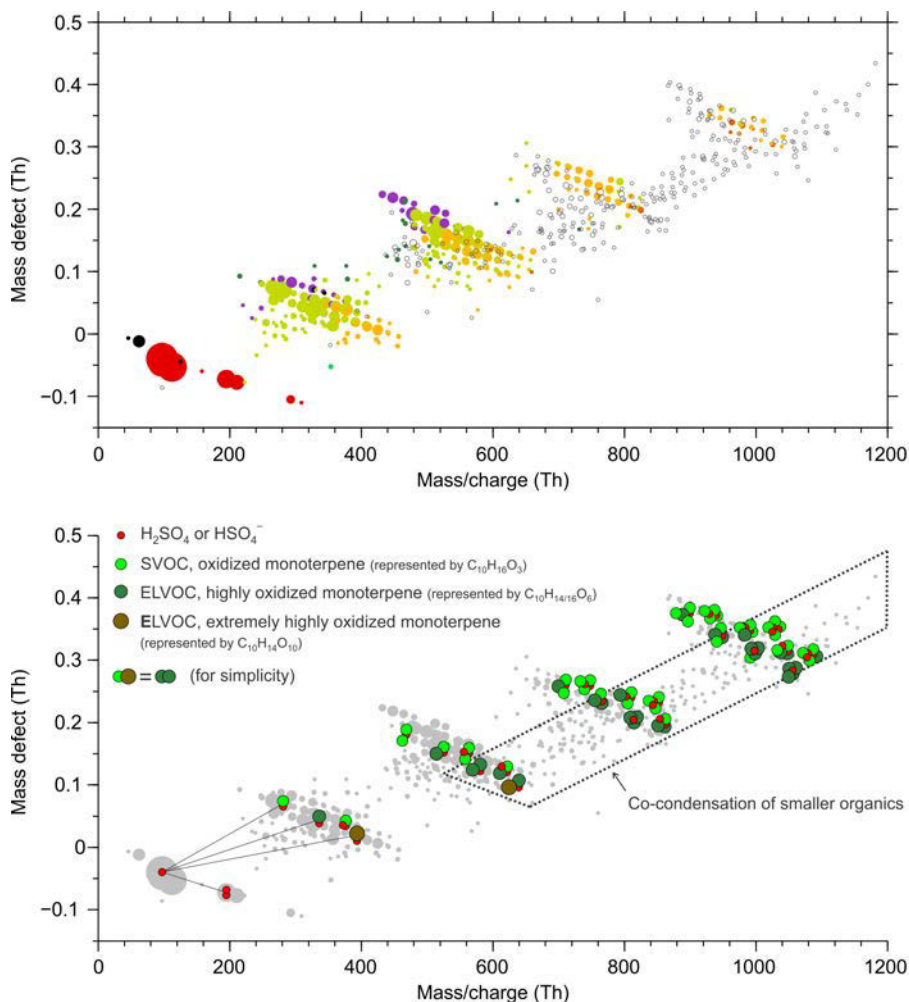 0.5
0.4
0.3
0.2
0.1
0
−0.1
Mass defect (Th)
0 200 400 600 800 1000 1200
Mass/charge (Th)
0.5
0.4
0.3
0.2
0.1
0
−0.1
Mass defect (Th)
H₂SO₄ or HSO₄⁻
SVOC, oxidized monoterpene (represented by C₁₀H₁₆O₃)
ELVOC, highly oxidized monoterpene (represented by C₁₀H₁₄/₁₆O₆)
ELVOC, extremely highly oxidized monoterpene
(represented by C₁₀H₁₄O₁₀)
= (for simplicity)
Co-condensation of smaller organics
0 200 400 600 800 1000 1200
Mass/charge (Th)